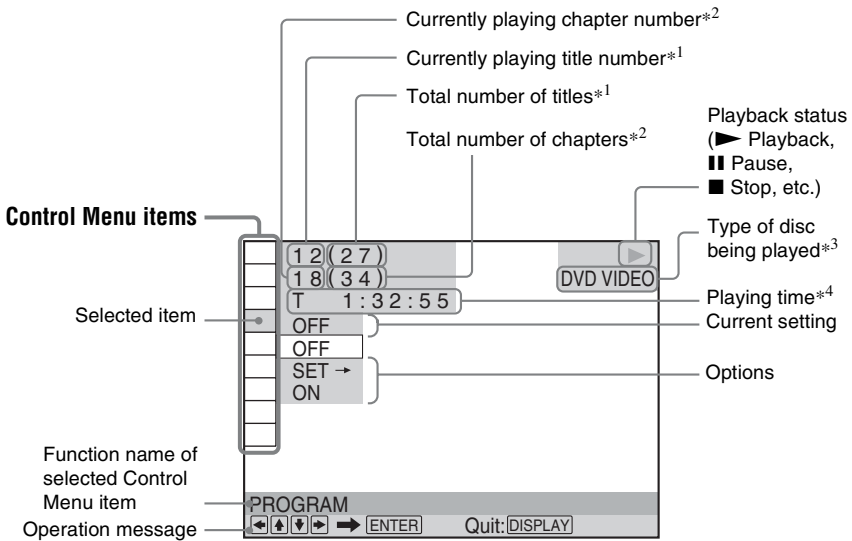 Currently playing chapter number*2
Currently playing title number*1
Total number of titles*1
Total number of chapters*2
Playback status
(▶ Playback,
⏸ Pause,
■ Stop, etc.)
Control Menu items
Type of disc
being played*3
12(27)
18(34)
DVD VIDEO
T 1:32:55
Playing time*4
Selected item
OFF
Current setting
OFF
SET →
Options
ON
Function name of
selected Control
Menu item
PROGRAM
Operation message
← ↑ ↓ → ➡ ENTER Quit: DISPLAY